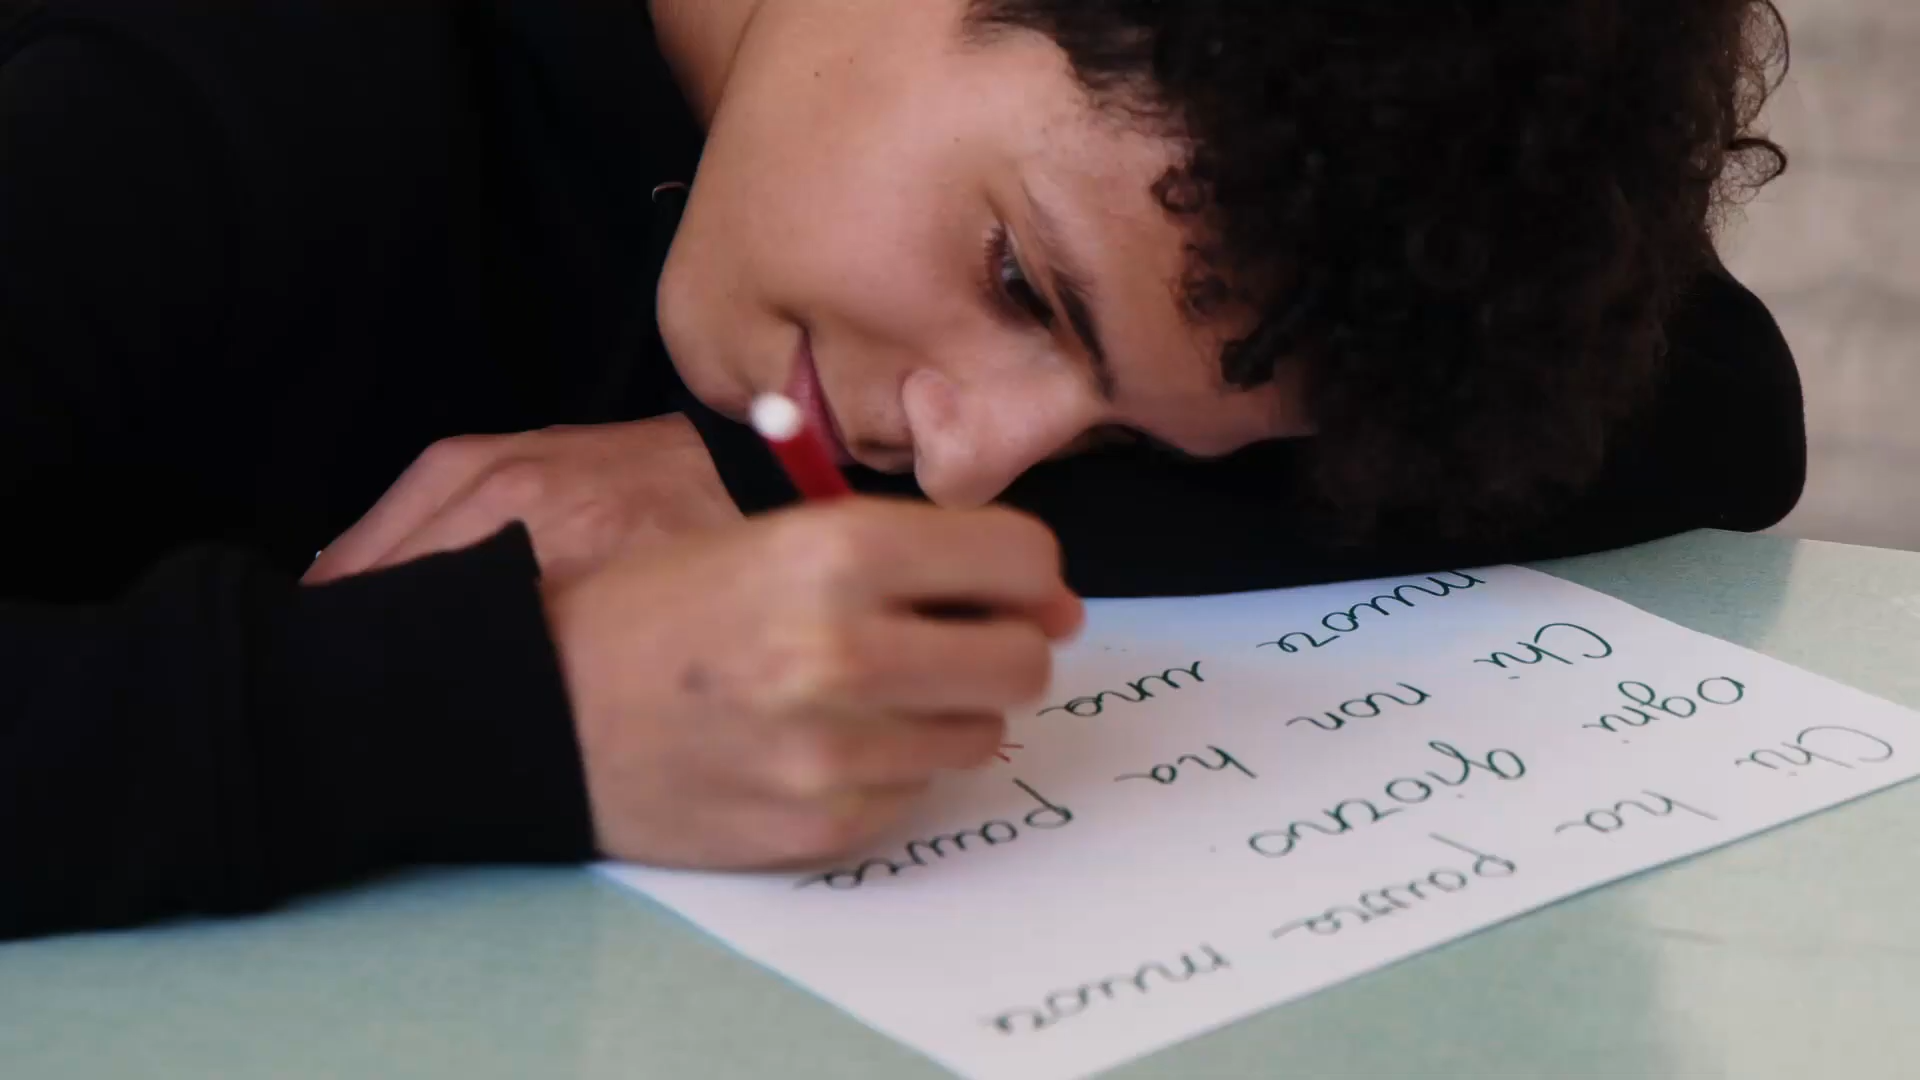 Chi ha paura muore
ogni giorno.
Chi non ha paura
muore una